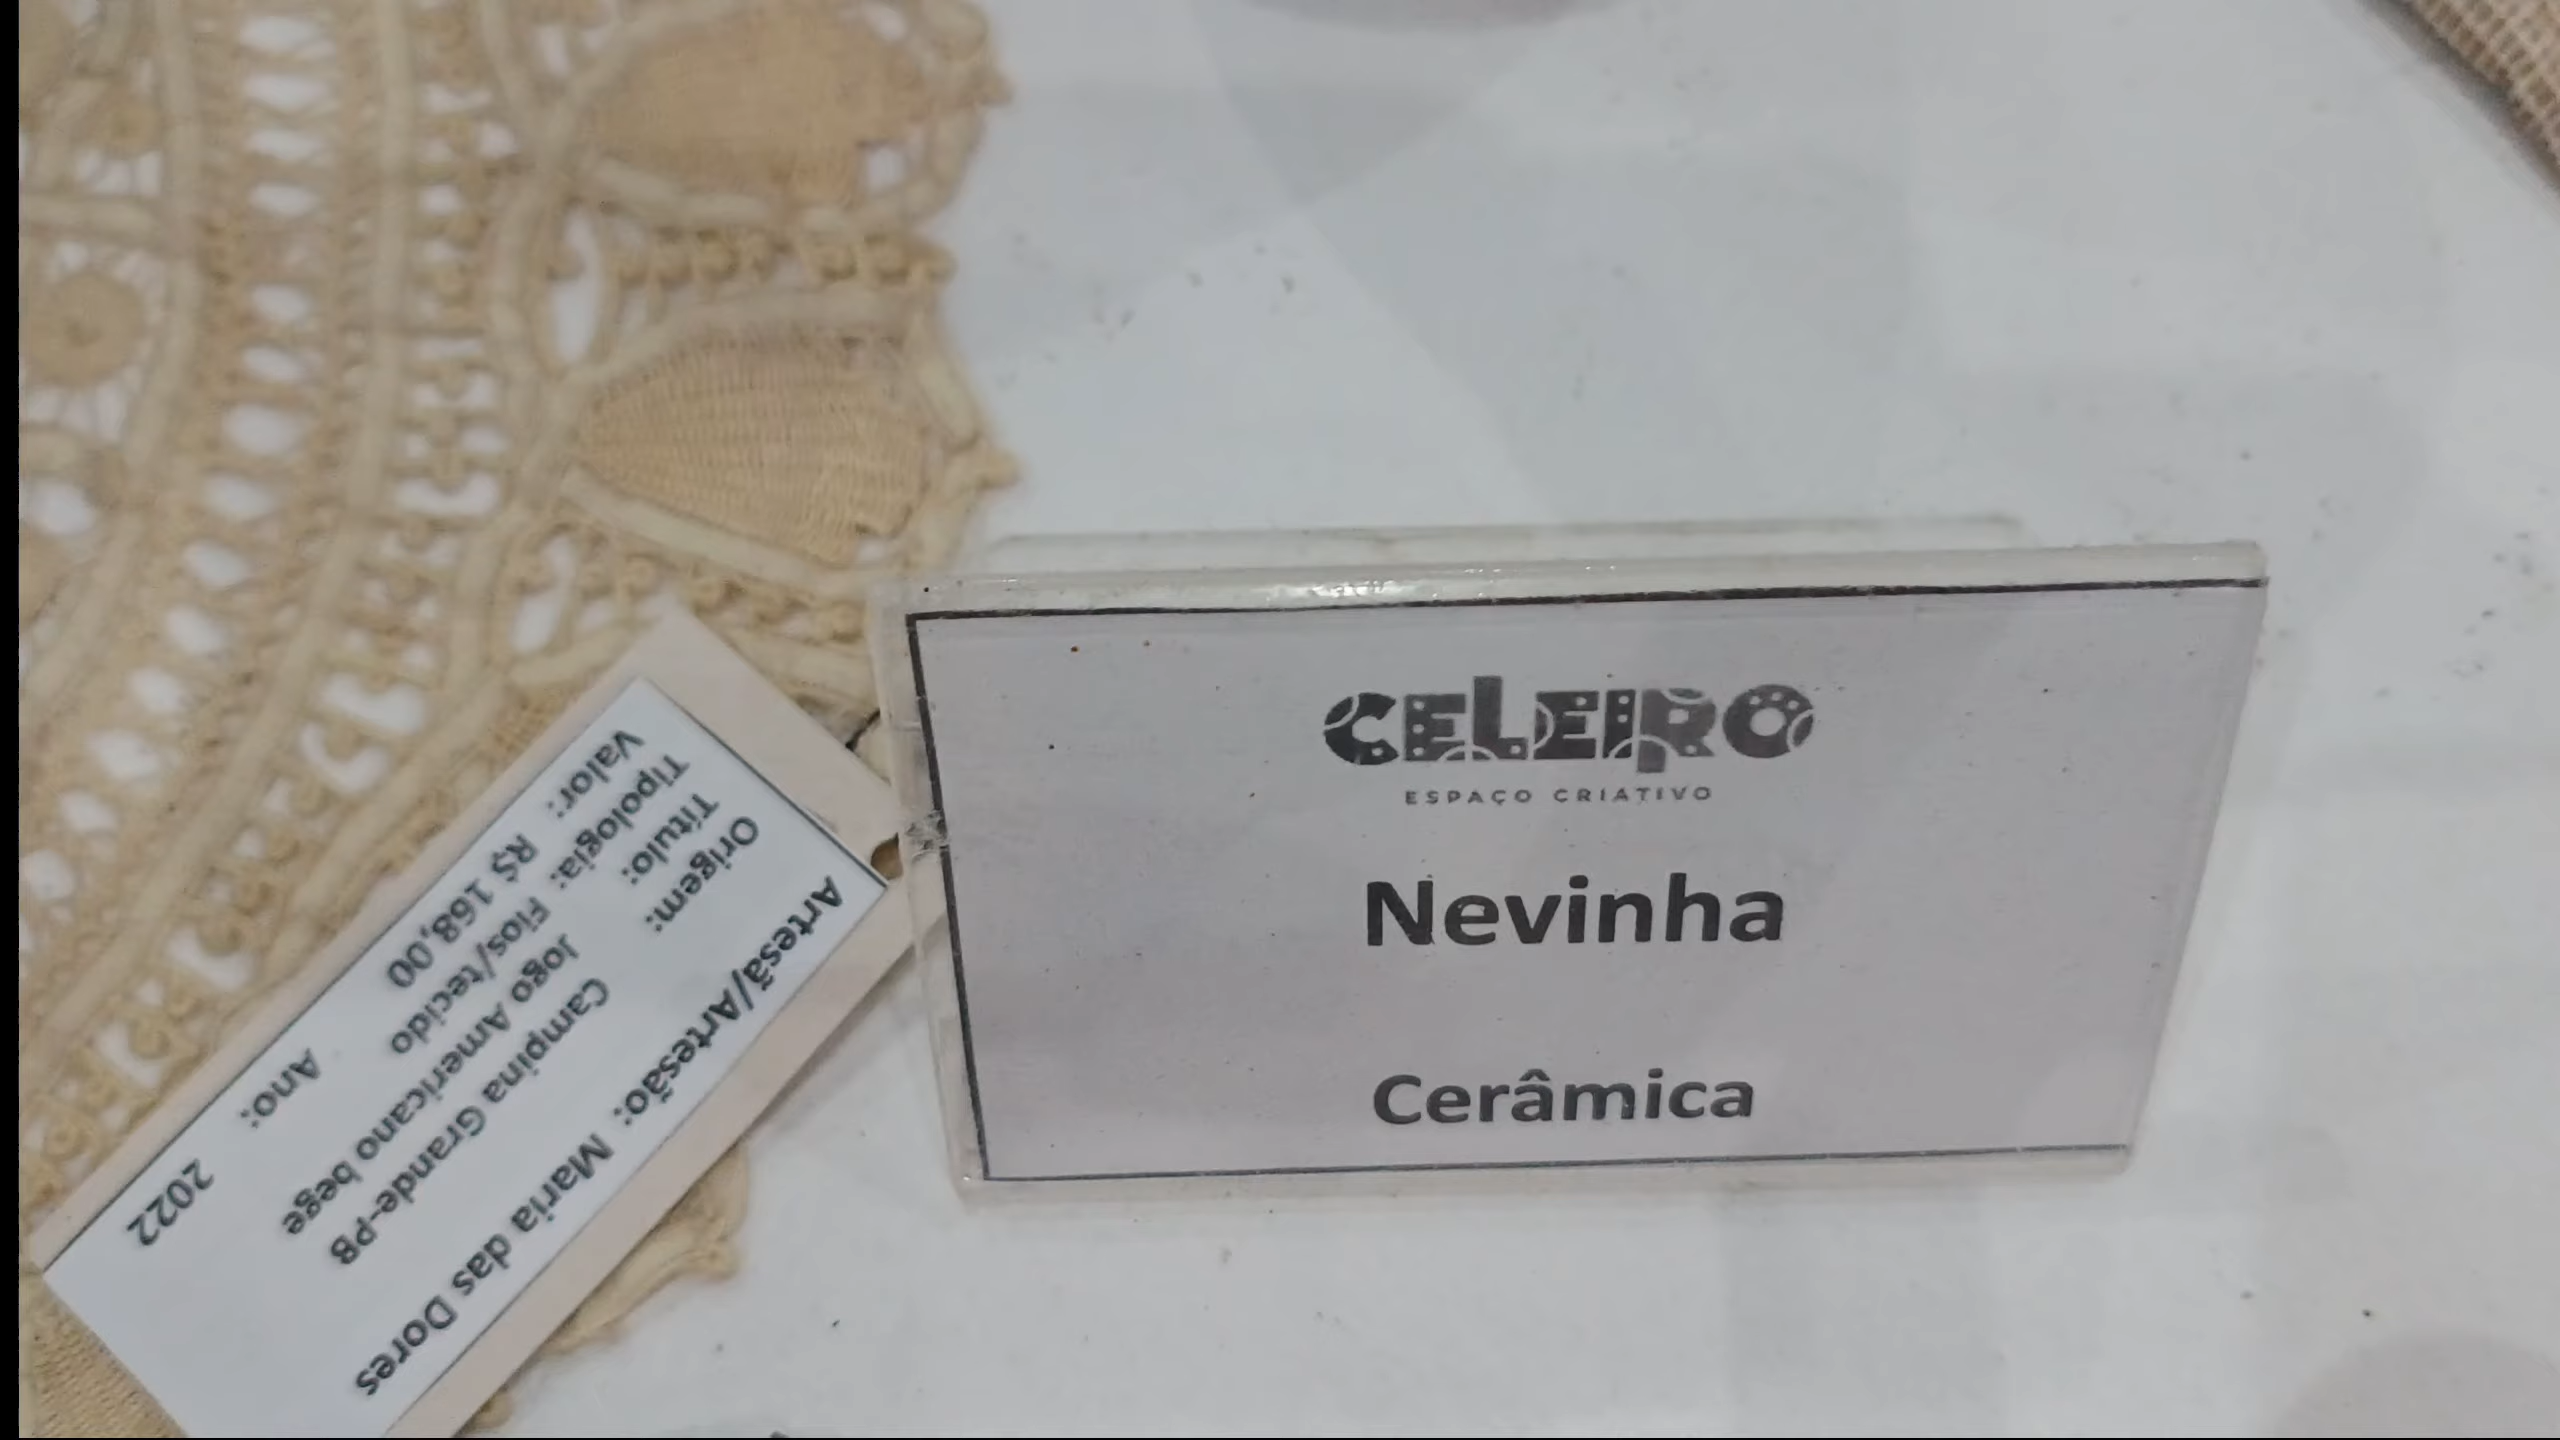 CELEIRO
ESPAÇO CRIATIVO
Nevinha
Cerâmica
Artesã/Artesão: Maria das Dores
Origem: Campina Grande-PB
Título: Jogo Americano bege
Tipologia: Fios/tecido Ano: 2022
Valor: R$ 168,00